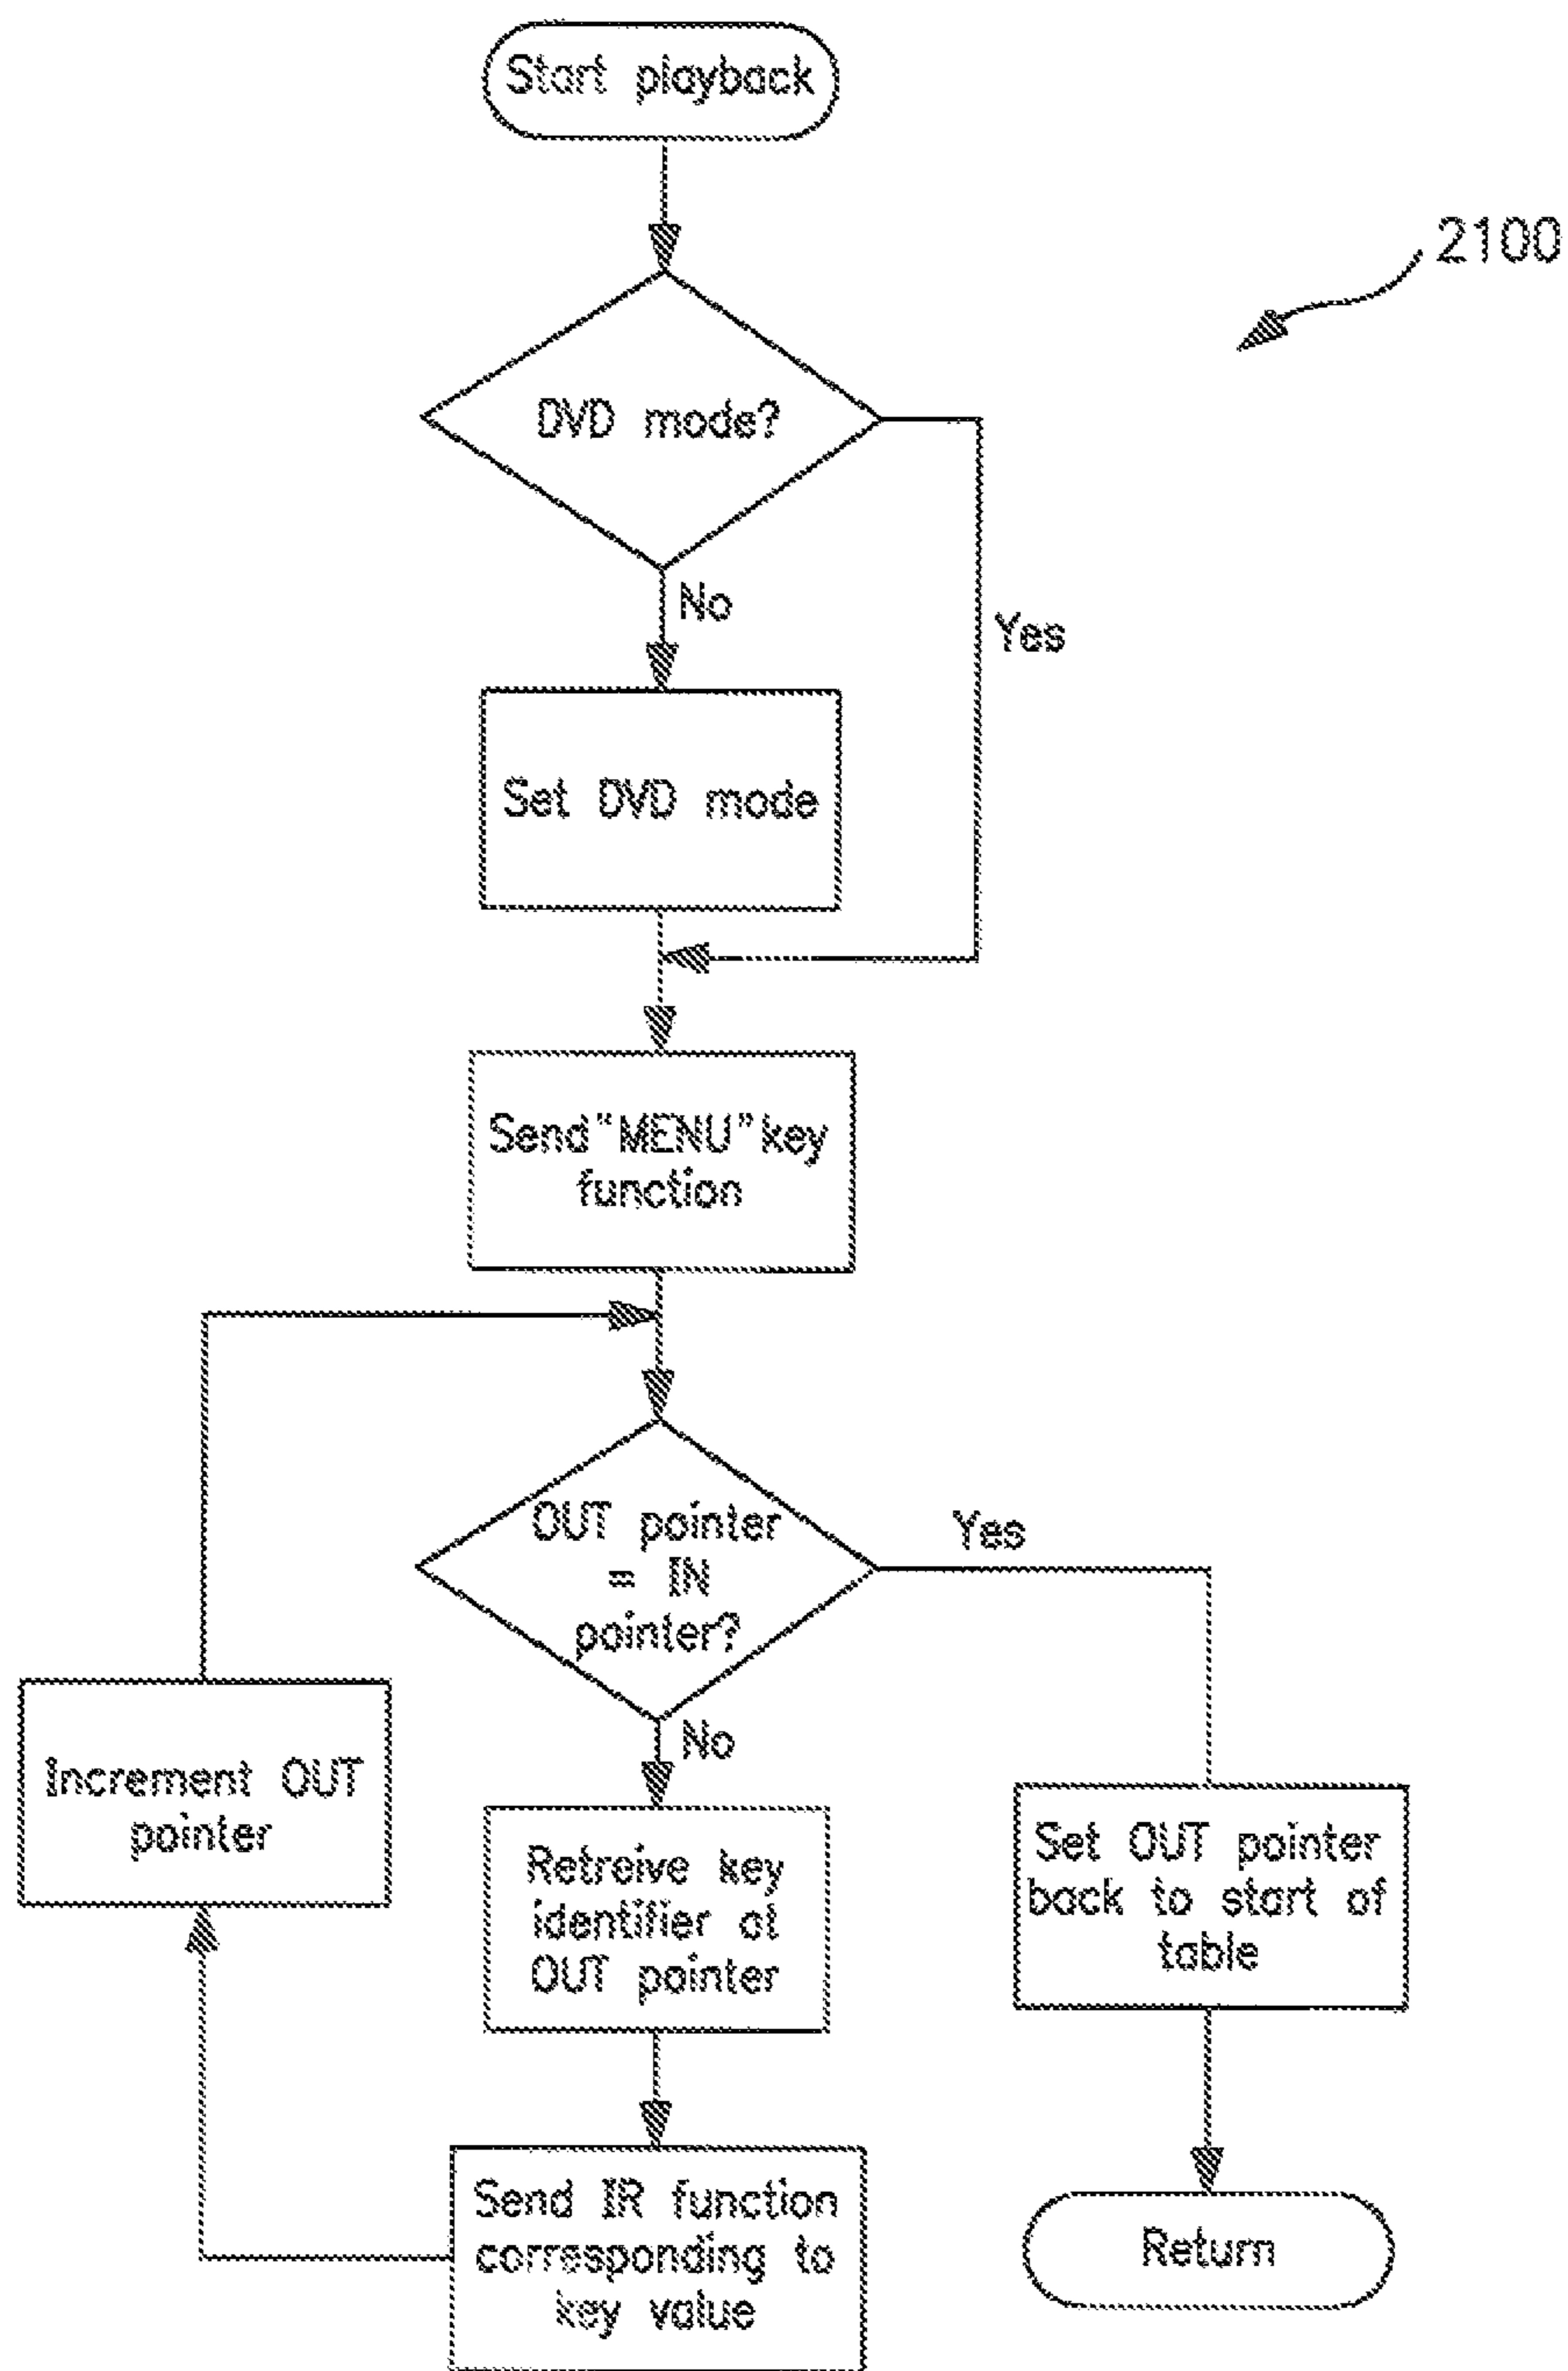 Start playback
2100
DVD mode?
No
Yes
Set DVD mode
Send "MENU" key
function
OUT pointer
= IN
pointer?
Yes
No
Increment OUT
pointer
Retreive key
identifier at
OUT pointer
Set OUT pointer
back to start of
table
Send IR function
corresponding to
key value
Return